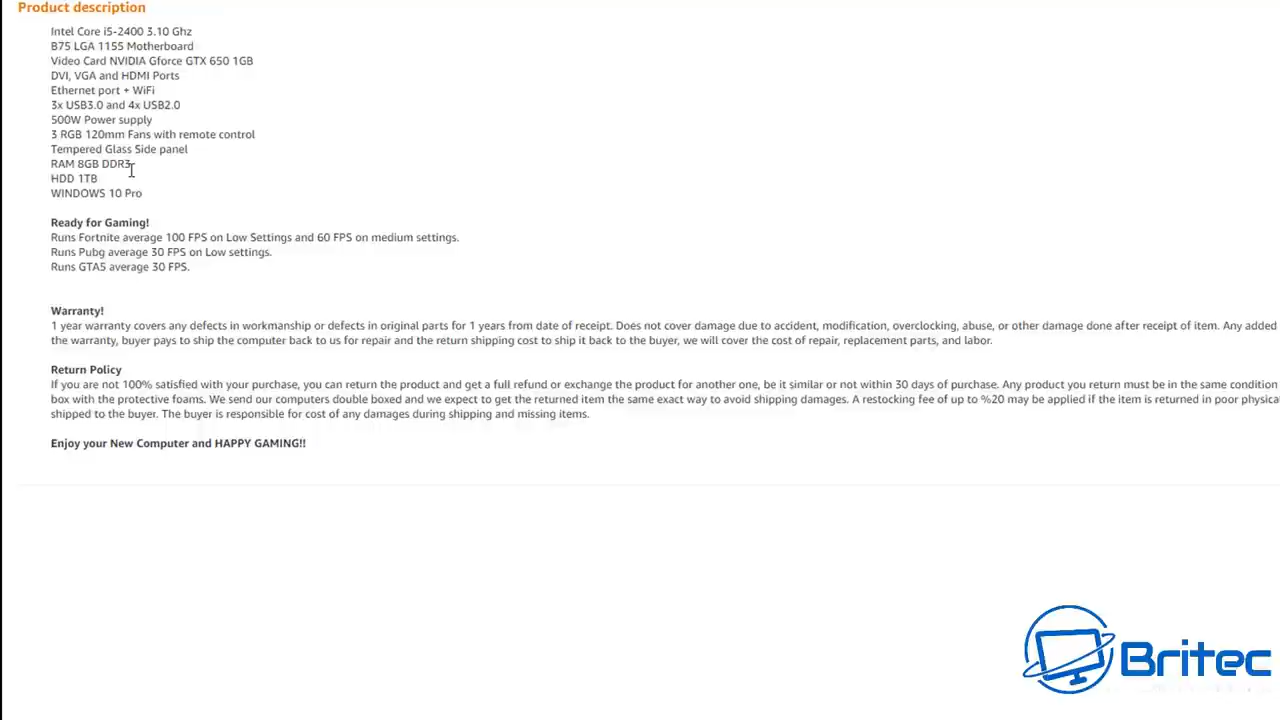 Product description
Intel Core i5-2400 3.10 Ghz
B75 LGA 1155 Motherboard
Video Card NVIDIA Gforce GTX 650 1GB
DVI, VGA and HDMI Ports
Ethernet port + WiFi
3x USB3.0 and 4x USB2.0
500W Power supply
3 RGB 120mm Fans with remote control
Tempered Glass Side panel
RAM 8GB DDR3
HDD 1TB
WINDOWS 10 Pro
Ready for Gaming!
Runs Fortnite average 100 FPS on Low Settings and 60 FPS on medium settings.
Runs Pubg average 30 FPS on Low settings.
Runs GTA5 average 30 FPS.
Warranty!
1 year warranty covers any defects in workmanship or defects in original parts for 1 years from date of receipt. Does not cover damage due to accident, modification, overclocking, abuse, or other damage done after receipt of item. Any added
the warranty, buyer pays to ship the computer back to us for repair and the return shipping cost to ship it back to the buyer, we will cover the cost of repair, replacement parts, and labor.
Return Policy
If you are not 100% satisfied with your purchase, you can return the product and get a full refund or exchange the product for another one, be it similar or not within 30 days of purchase. Any product you return must be in the same condition
box with the protective foams. We send our computers double boxed and we expect to get the returned item the same exact way to avoid shipping damages. A restocking fee of up to %20 may be applied if the item is returned in poor physica
shipped to the buyer. The buyer is responsible for cost of any damages during shipping and missing items.
Enjoy your New Computer and HAPPY GAMING!!
Britec